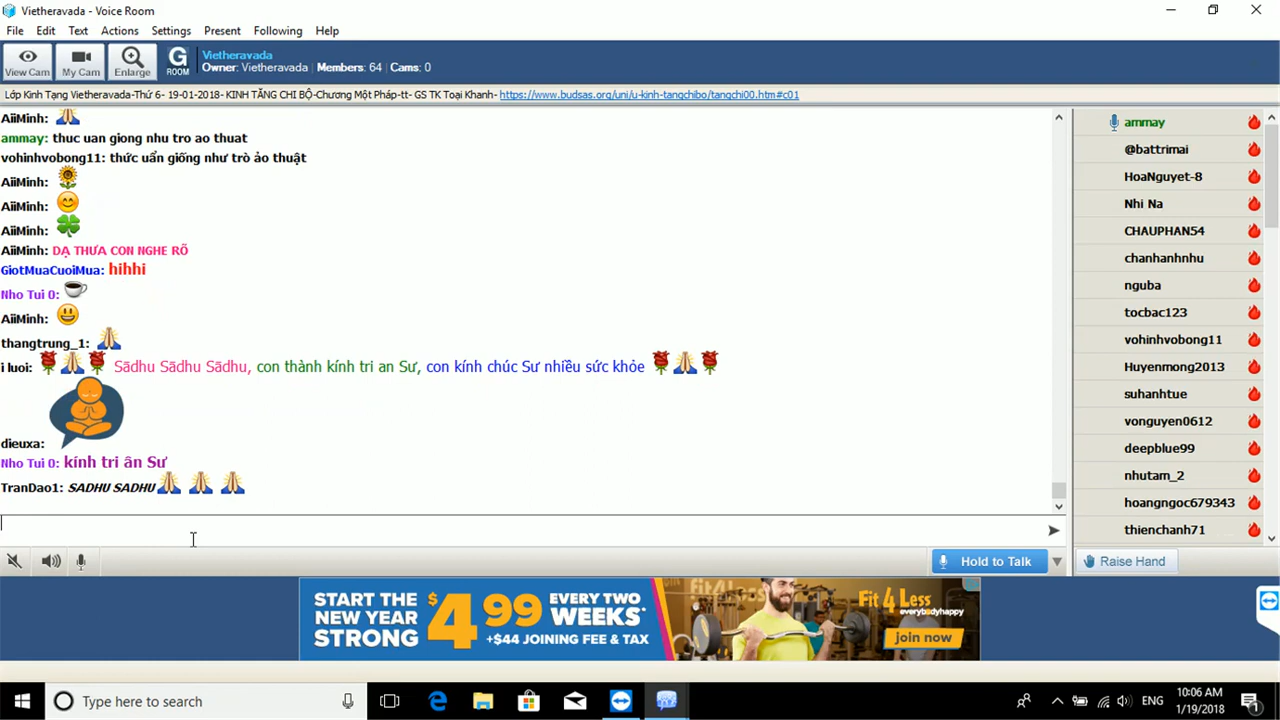 Vietheravada - Voice Room
File Edit Text Actions Settings Present Following Help
View Cam My Cam Enlarge G ROOM Vietheravada
Owner: Vietheravada | Members: 64 | Cams: 0
Lớp Kinh Tạng Vietheravada-Thứ 6- 19-01-2018- KINH TĂNG CHI BỘ-Chương Một Pháp-tt- GS TK Toại Khanh- https://www.budsas.org/uni/u-kinh-tangchibo/tangchi00.htm#c01
AiiMinh:
ammay: thuc uan giong nhu tro ao thuat
vohinhvobong11: thức uẩn giống như trò ảo thuật
AiiMinh:
AiiMinh:
AiiMinh:
AiiMinh: DẠ THƯA CON NGHE RÕ
GiotMuaCuoiMua: hihhi
Nho Tui 0:
AiiMinh:
thangtrung_1:
i luoi: Sādhu Sādhu Sādhu, con thành kính tri an Sư, con kính chúc Sư nhiều sức khỏe
dieuxa:
Nho Tui 0: kính tri ân Sư
TranDao1: SADHU SADHU
ammay
@battrimai
HoaNguyet-8
Nhi Na
CHAUPHAN54
chanhanhnhu
nguba
tocbac123
vohinhvobong11
Huyenmong2013
suhanhtue
vonguyen0612
deepblue99
nhutam_2
hoangngoc679343
thienchanh71
Hold to Talk
Raise Hand
START THE
NEW YEAR
STRONG
$4.99 EVERY TWO
WEEKS*
+$44 JOINING FEE & TAX
Fit 4 Less
everybodyhappy
join now
Type here to search
ENG
10:06 AM
1/19/2018
1